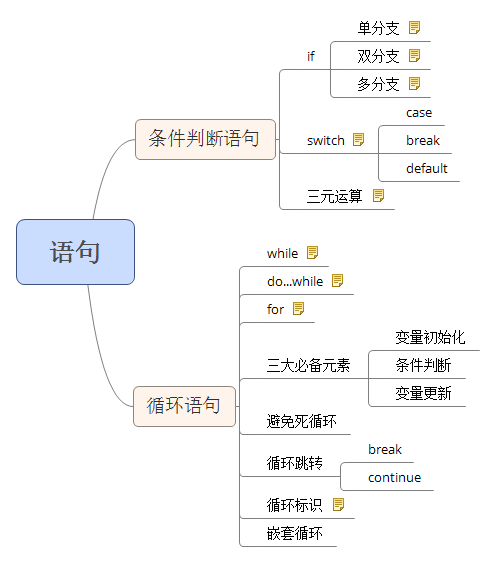 语句
条件判断语句
if
单分支
双分支
多分支
switch
case
break
default
三元运算
循环语句
while
do...while
for
三大必备元素
变量初始化
条件判断
变量更新
避免死循环
循环跳转
break
continue
循环标识
嵌套循环